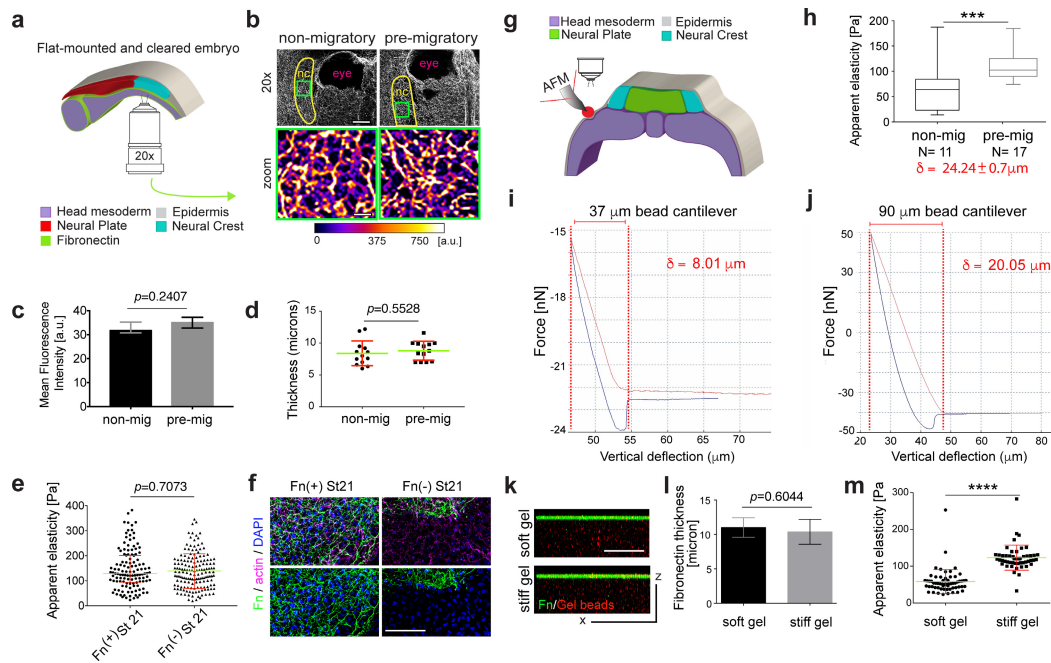 a
Flat-mounted and cleared embryo
20x
Head mesoderm
Neural Plate
Fibronectin
Epidermis
Neural Crest
b
non-migratory
pre-migratory
20x
nc
eye
nc
eye
zoom
0
375
750
[a.u.]
c
Mean Fluorescence
Intensity [a.u.]
p=0.2407
40
30
20
10
0
non-mig
pre-mig
d
Thickness (microns)
p=0.5528
15
10
5
0
non-mig
pre-mig
e
Apparent elasticity [Pa]
p=0.7073
500
400
300
200
100
0
Fn(+) St 21
Fn(-) St 21
f
Fn(+) St21
Fn(-) St21
Fn / actin / DAPI
g
Head mesoderm
Neural Plate
Epidermis
Neural Crest
AFM
h
Apparent elasticity [Pa]
***
200
150
100
50
0
non-mig
pre-mig
N= 11
N= 17
δ = 24.24±0.7μm
i
37 μm bead cantilever
δ = 8.01 μm
Force [nN]
-15
-16
-18
-21
-24
50
55
60
65
70
Vertical deflection (μm)
j
90 μm bead cantilever
δ = 20.05 μm
Force [nN]
50
30
0
-30
-50
20
30
40
50
60
80
Vertical deflection (μm)
k
soft gel
stiff gel
Fn/Gel beads
z
x
l
Fibronectin thickness
[micron]
p=0.6044
15
10
5
0
soft gel
stiff gel
m
Apparent elasticity [Pa
****
300
200
100
0
soft gel
stiff gel